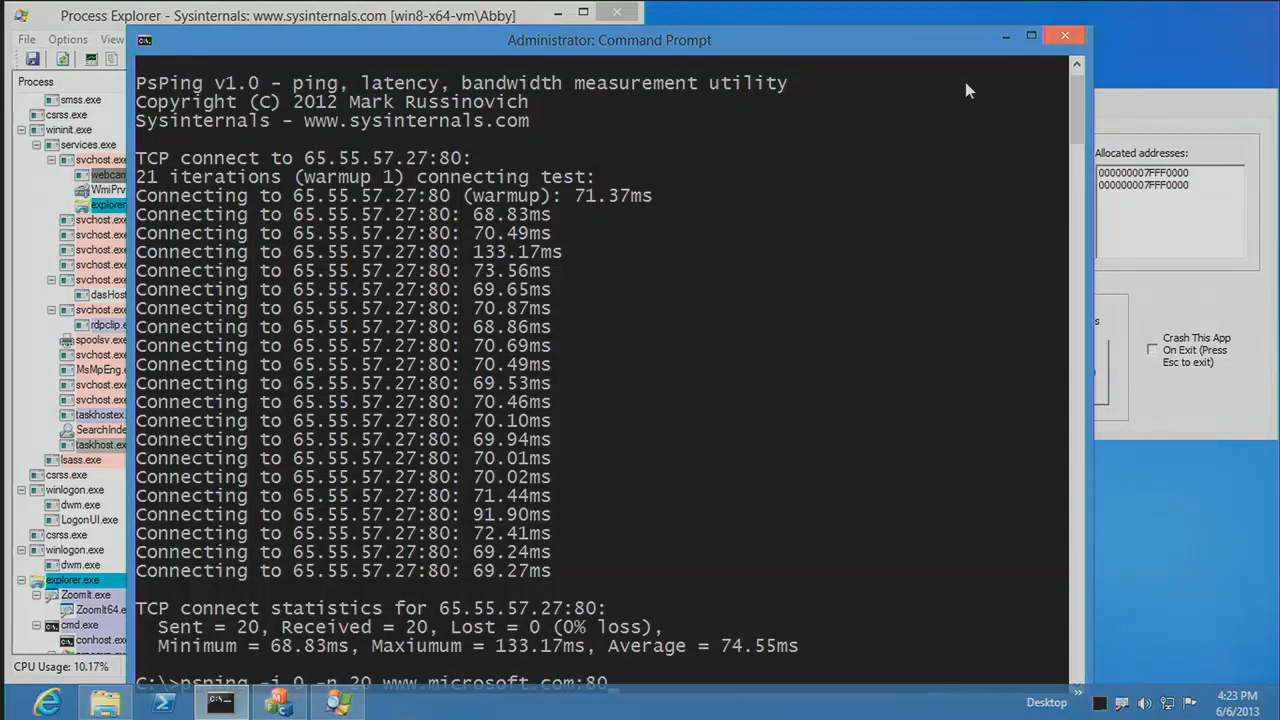 Process Explorer - Sysinternals: www.sysinternals.com [win8-x64-vm\Abby]
File Options View
Process
smss.exe
csrss.exe
wininit.exe
services.exe
svchost.exe
webcam
WmiPrv
explorer
svchost.exe
svchost.exe
svchost.exe
svchost.exe
svchost.exe
dasHost
svchost.exe
rdpclip.e
spoolsv.exe
svchost.exe
MsMpEng.
svchost.exe
svchost.exe
taskhostex.
SearchInde
taskhost.ex
lsass.exe
csrss.exe
winlogon.exe
dwm.exe
LogonUI.exe
csrss.exe
winlogon.exe
dwm.exe
explorer.exe
ZoomIt.exe
ZoomIt64.e
cmd.exe
conhost.exe
CPU Usage: 10.17%
Administrator: Command Prompt
PsPing v1.0 - ping, latency, bandwidth measurement utility
Copyright (C) 2012 Mark Russinovich
Sysinternals - www.sysinternals.com
TCP connect to 65.55.57.27:80:
21 iterations (warmup 1) connecting test:
Connecting to 65.55.57.27:80 (warmup): 71.37ms
Connecting to 65.55.57.27:80: 68.83ms
Connecting to 65.55.57.27:80: 70.49ms
Connecting to 65.55.57.27:80: 133.17ms
Connecting to 65.55.57.27:80: 73.56ms
Connecting to 65.55.57.27:80: 69.65ms
Connecting to 65.55.57.27:80: 70.87ms
Connecting to 65.55.57.27:80: 68.86ms
Connecting to 65.55.57.27:80: 70.69ms
Connecting to 65.55.57.27:80: 70.49ms
Connecting to 65.55.57.27:80: 69.53ms
Connecting to 65.55.57.27:80: 70.46ms
Connecting to 65.55.57.27:80: 70.10ms
Connecting to 65.55.57.27:80: 69.94ms
Connecting to 65.55.57.27:80: 70.01ms
Connecting to 65.55.57.27:80: 70.02ms
Connecting to 65.55.57.27:80: 71.44ms
Connecting to 65.55.57.27:80: 91.90ms
Connecting to 65.55.57.27:80: 72.41ms
Connecting to 65.55.57.27:80: 69.24ms
Connecting to 65.55.57.27:80: 69.27ms
TCP connect statistics for 65.55.57.27:80:
Sent = 20, Received = 20, Lost = 0 (0% loss),
Minimum = 68.83ms, Maxiumum = 133.17ms, Average = 74.55ms
C:\>psping -i 0 -n 20 www.microsoft.com:80
Allocated addresses:
000000007FFF0000
000000007FFF0000
Crash This App
On Exit (Press
Esc to exit)
Desktop
4:23 PM
6/6/2013